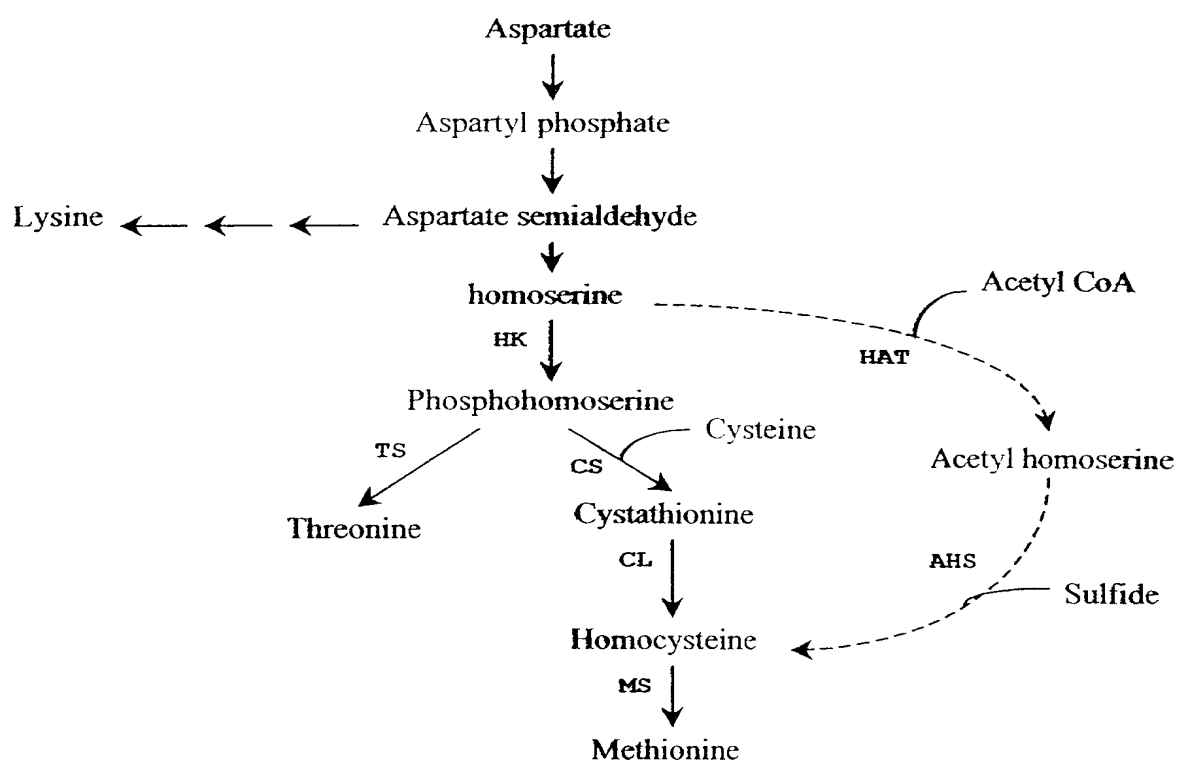 Aspartate
Aspartyl phosphate
Lysine
Aspartate semialdehyde
homoserine
Acetyl CoA
HK
HAT
Phosphohomoserine
Cysteine
TS
CS
Acetyl homoserine
Threonine
Cystathionine
CL
AHS
Sulfide
Homocysteine
MS
Methionine